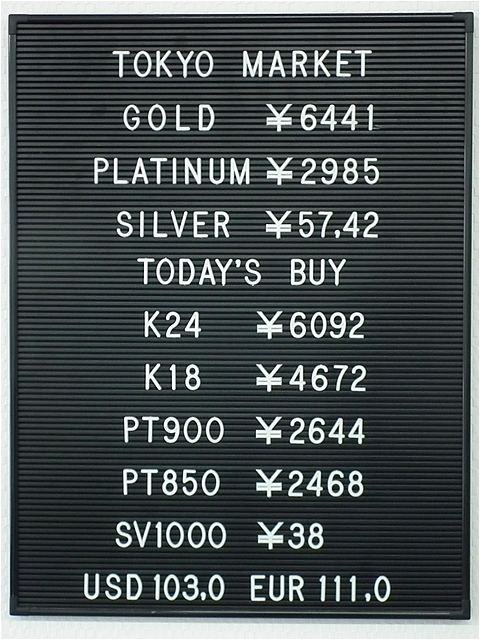 TOKYO MARKET
GOLD ¥6441
PLATINUM ¥2985
SILVER ¥57.42
TODAY'S BUY
K24 ¥6092
K18 ¥4672
PT900 ¥2644
PT850 ¥2468
SV1000 ¥38
USD 103.0 EUR 111.0